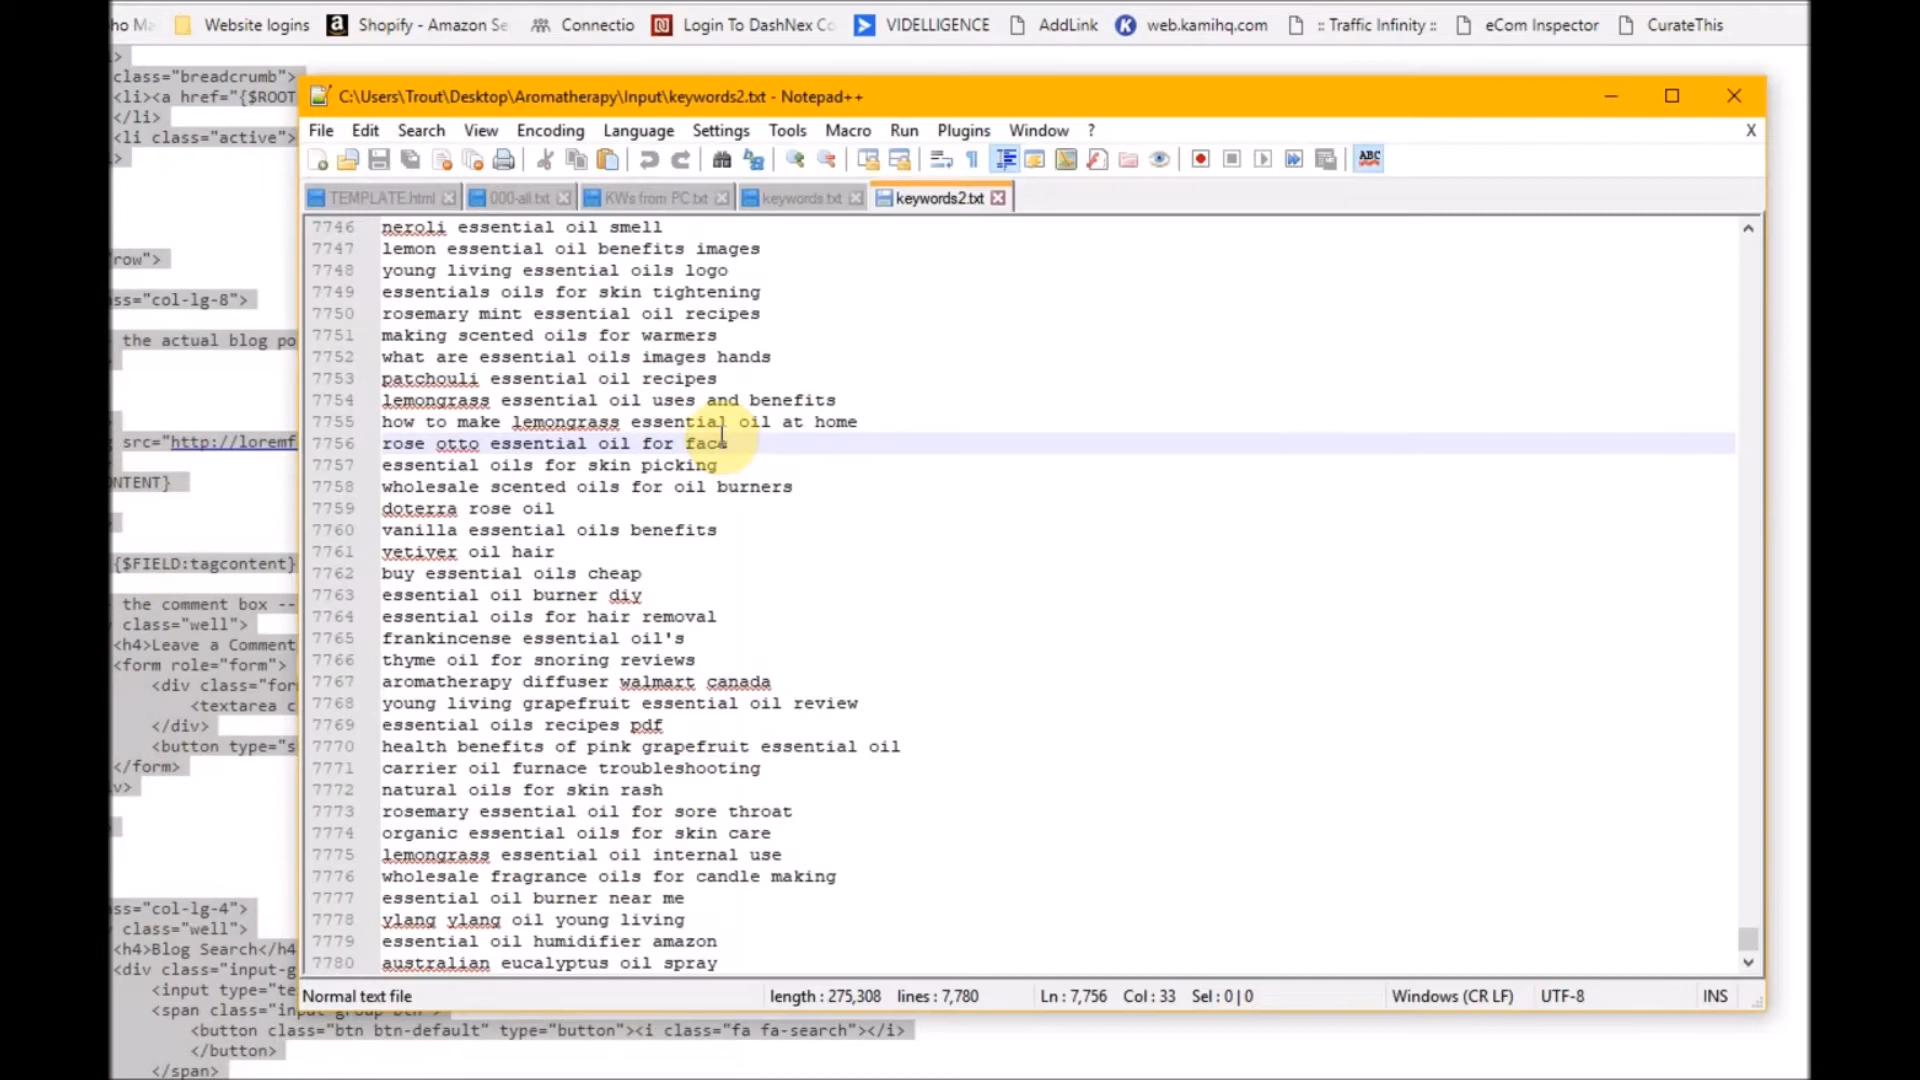 ho Ma Website logins Shopify - Amazon Se Connectio Login To DashNex Co VIDELLIGENCE AddLink web.kamihq.com :: Traffic Infinity :: eCom Inspector CurateThis
>
class="breadcrumb">
<li><a href="{$ROOT
</li>
<li class="active">
>
row">
ss="col-lg-8">
the actual blog po
src="http://loremf
NTENT}
{$FIELD:tagcontent}
the comment box --
class="well">
<h4>Leave a Comment
<form role="form">
<div class="for
<textarea c
</div>
<button type="s
</form>
v>
ss="col-lg-4">
class="well">
<h4>Blog Search</h4
<div class="input-g
<input type="te
<span class="input-group-btn">
<button class="btn btn-default" type="button"><i class="fa fa-search"></i>
</button>
</span>
C:\Users\Trout\Desktop\Aromatherapy\Input\keywords2.txt - Notepad++
File Edit Search View Encoding Language Settings Tools Macro Run Plugins Window ? X
ABC
TEMPLATE.html 000-all.txt KWs from PC.txt keywords.txt keywords2.txt
7746 neroli essential oil smell
7747 lemon essential oil benefits images
7748 young living essential oils logo
7749 essentials oils for skin tightening
7750 rosemary mint essential oil recipes
7751 making scented oils for warmers
7752 what are essential oils images hands
7753 patchouli essential oil recipes
7754 lemongrass essential oil uses and benefits
7755 how to make lemongrass essential oil at home
7756 rose otto essential oil for face
7757 essential oils for skin picking
7758 wholesale scented oils for oil burners
7759 doterra rose oil
7760 vanilla essential oils benefits
7761 vetiver oil hair
7762 buy essential oils cheap
7763 essential oil burner diy
7764 essential oils for hair removal
7765 frankincense essential oil's
7766 thyme oil for snoring reviews
7767 aromatherapy diffuser walmart canada
7768 young living grapefruit essential oil review
7769 essential oils recipes pdf
7770 health benefits of pink grapefruit essential oil
7771 carrier oil furnace troubleshooting
7772 natural oils for skin rash
7773 rosemary essential oil for sore throat
7774 organic essential oils for skin care
7775 lemongrass essential oil internal use
7776 wholesale fragrance oils for candle making
7777 essential oil burner near me
7778 ylang ylang oil young living
7779 essential oil humidifier amazon
7780 australian eucalyptus oil spray
Normal text file length : 275,308 lines : 7,780 Ln : 7,756 Col : 33 Sel : 0 | 0 Windows (CR LF) UTF-8 INS